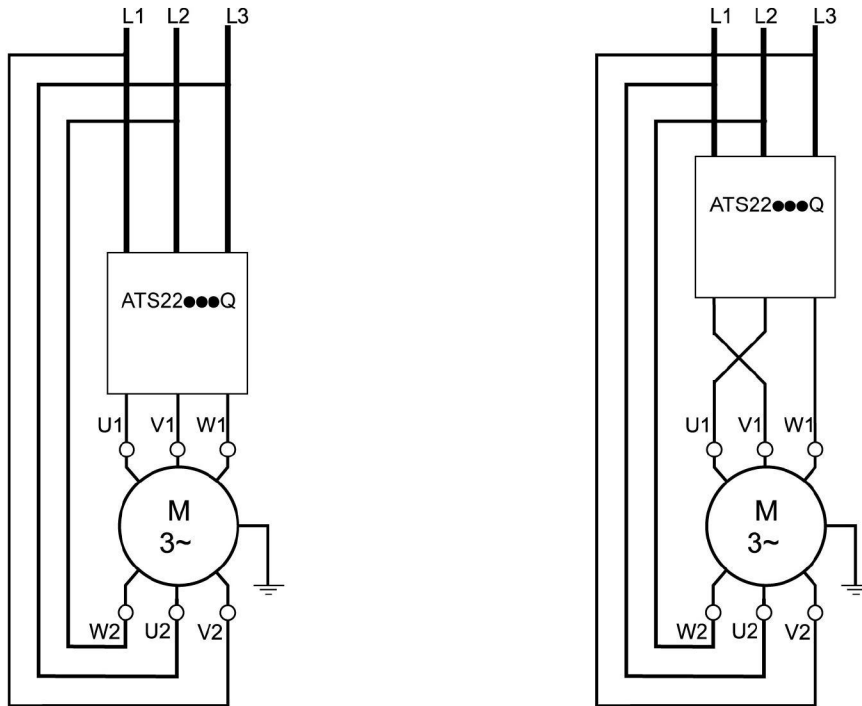 L1 L2 L3
ATS22●●●Q
U1 V1 W1
M
3~
W2 U2 V2
L1 L2 L3
ATS22●●●Q
U1 V1 W1
M
3~
W2 U2 V2